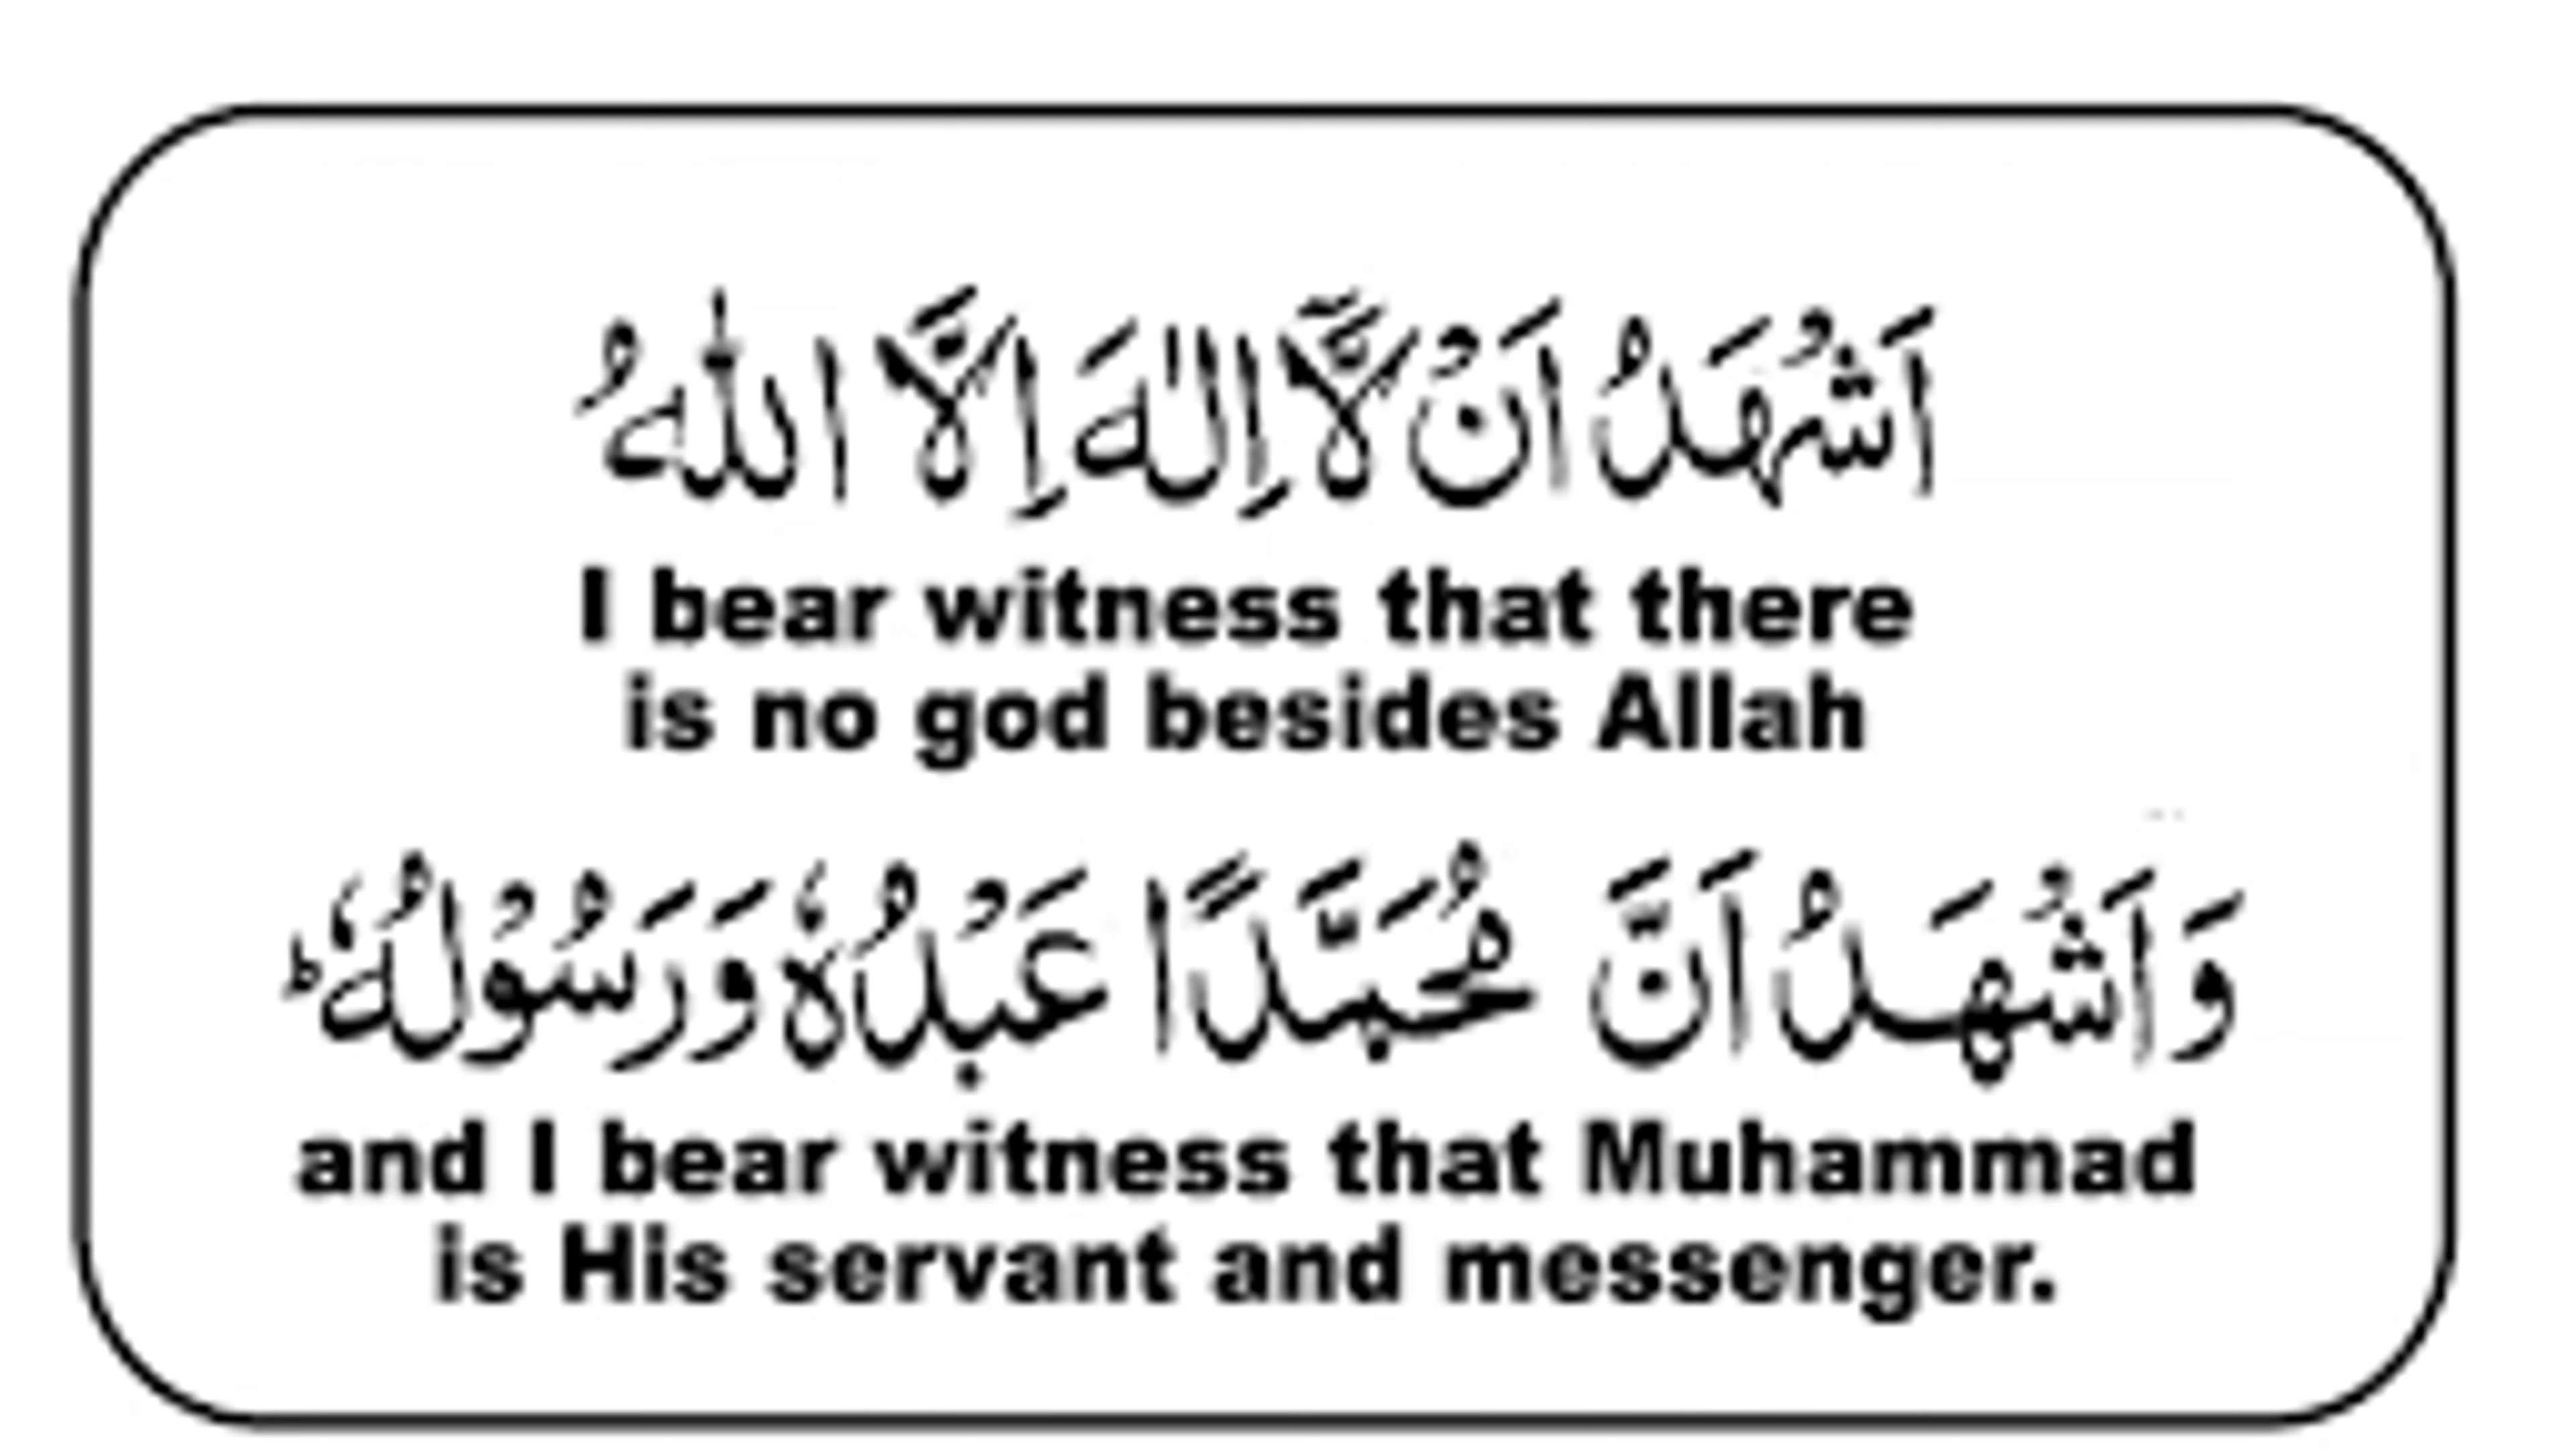 اَشْهَدُ اَنْ لَّآ اِلٰهَ اِلَّا اللّٰهُ
I bear witness that there
is no god besides Allah
وَاَشْهَدُ اَنَّ مُحَمَّدًا عَبْدُهٗ وَرَسُوْلُهٗؕ
and I bear witness that Muhammad
is His servant and messenger.